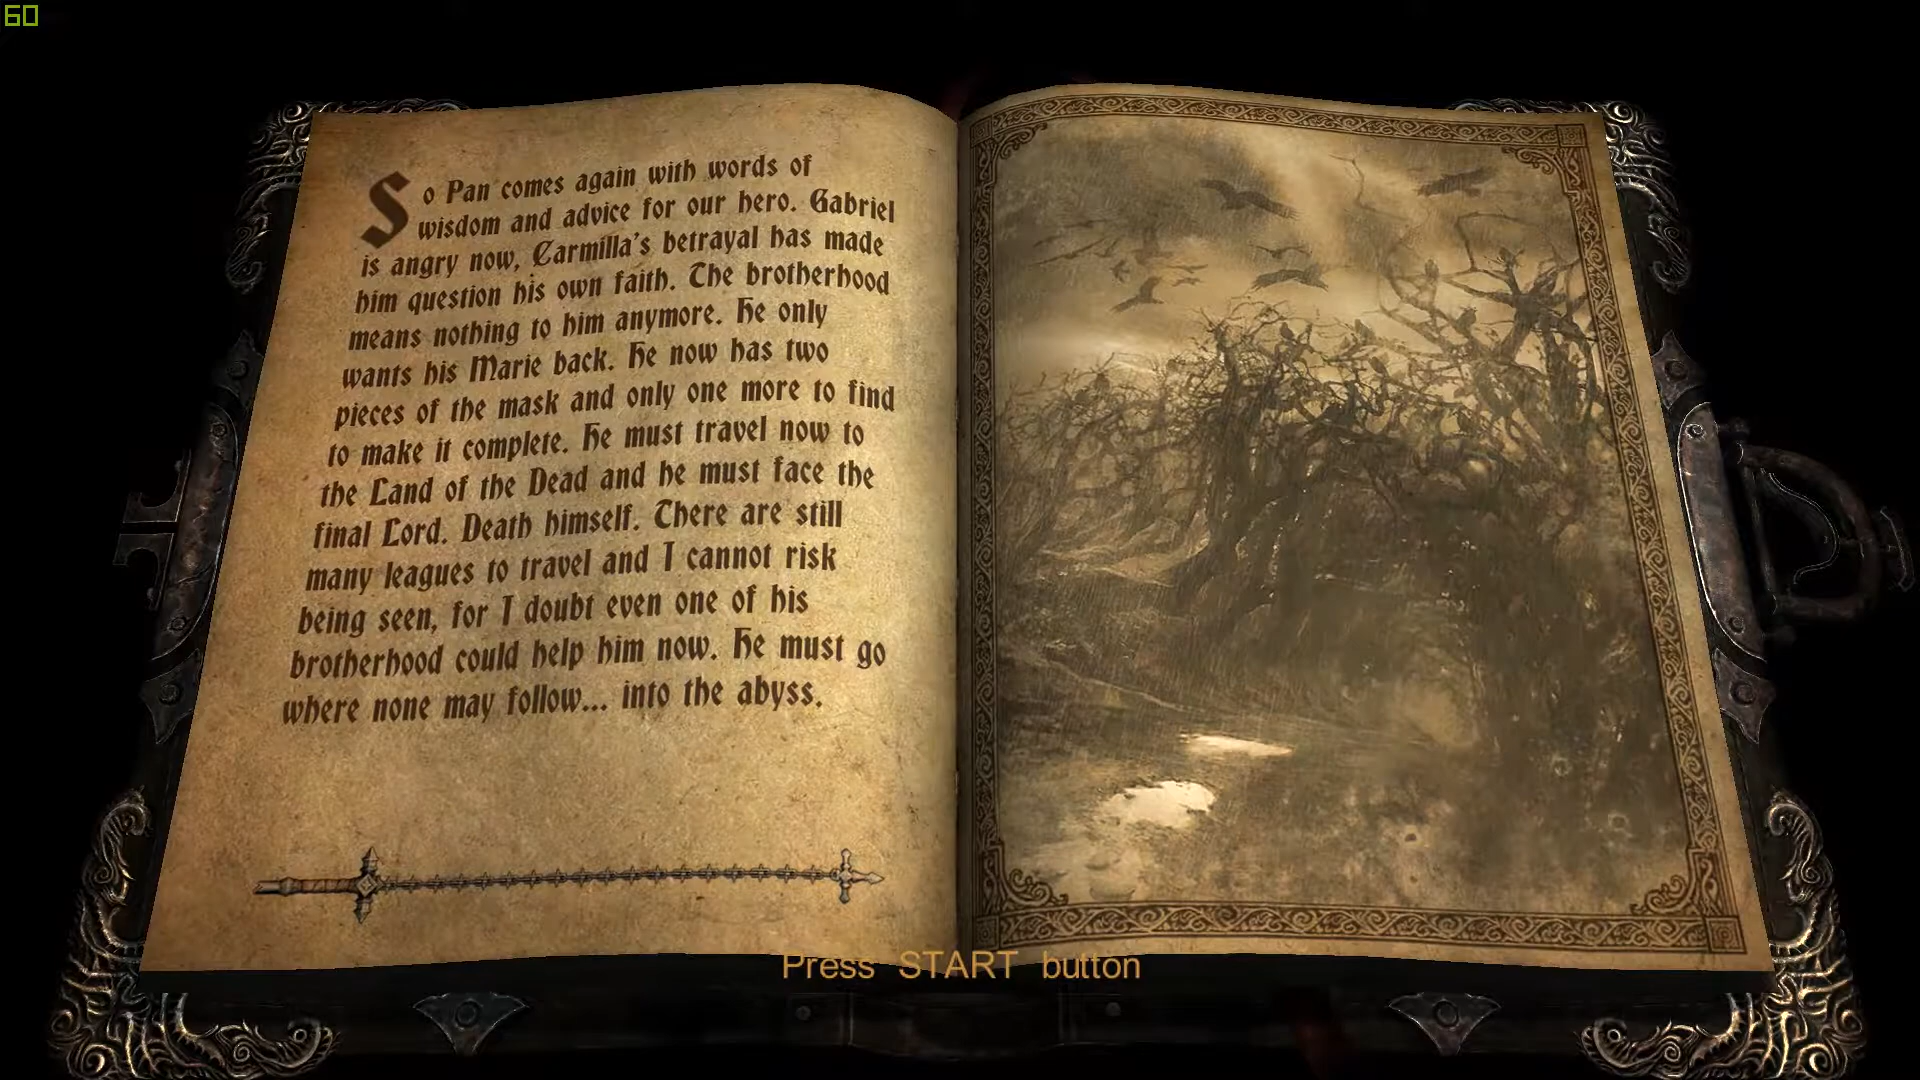 60
So Pan comes again with words of
wisdom and advice for our hero. Gabriel
is angry now, Carmilla's betrayal has made
him question his own faith. The brotherhood
means nothing to him anymore. He only
wants his Marie back. He now has two
pieces of the mask and only one more to find
to make it complete. He must travel now to
the Land of the Dead and he must face the
final Lord. Death himself. There are still
many leagues to travel and I cannot risk
being seen, for I doubt even one of his
brotherhood could help him now. He must go
where none may follow... into the abyss.
Press START button